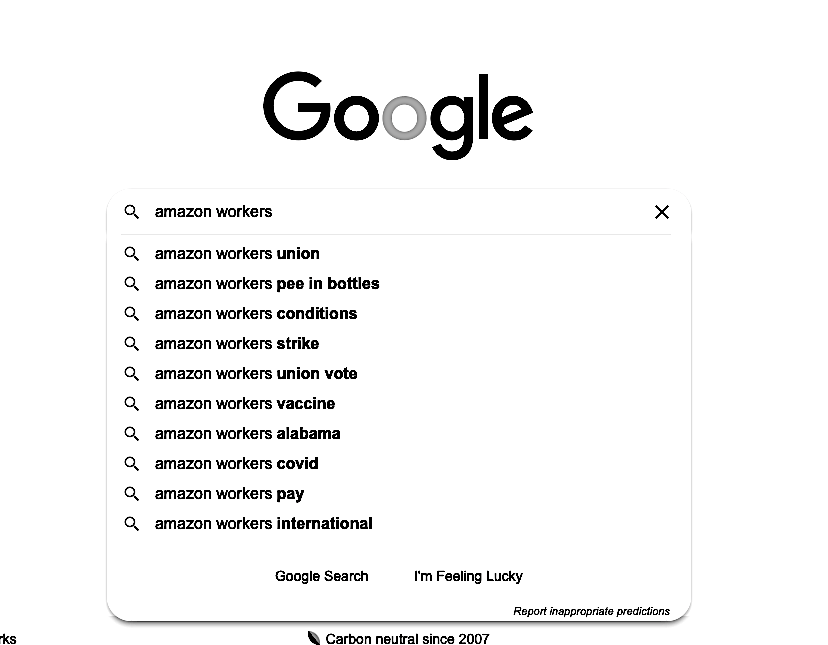 Google
amazon workers
amazon workers union
amazon workers pee in bottles
amazon workers conditions
amazon workers strike
amazon workers union vote
amazon workers vaccine
amazon workers alabama
amazon workers covid
amazon workers pay
amazon workers international
Google Search I'm Feeling Lucky
Report inappropriate predictions
rks Carbon neutral since 2007